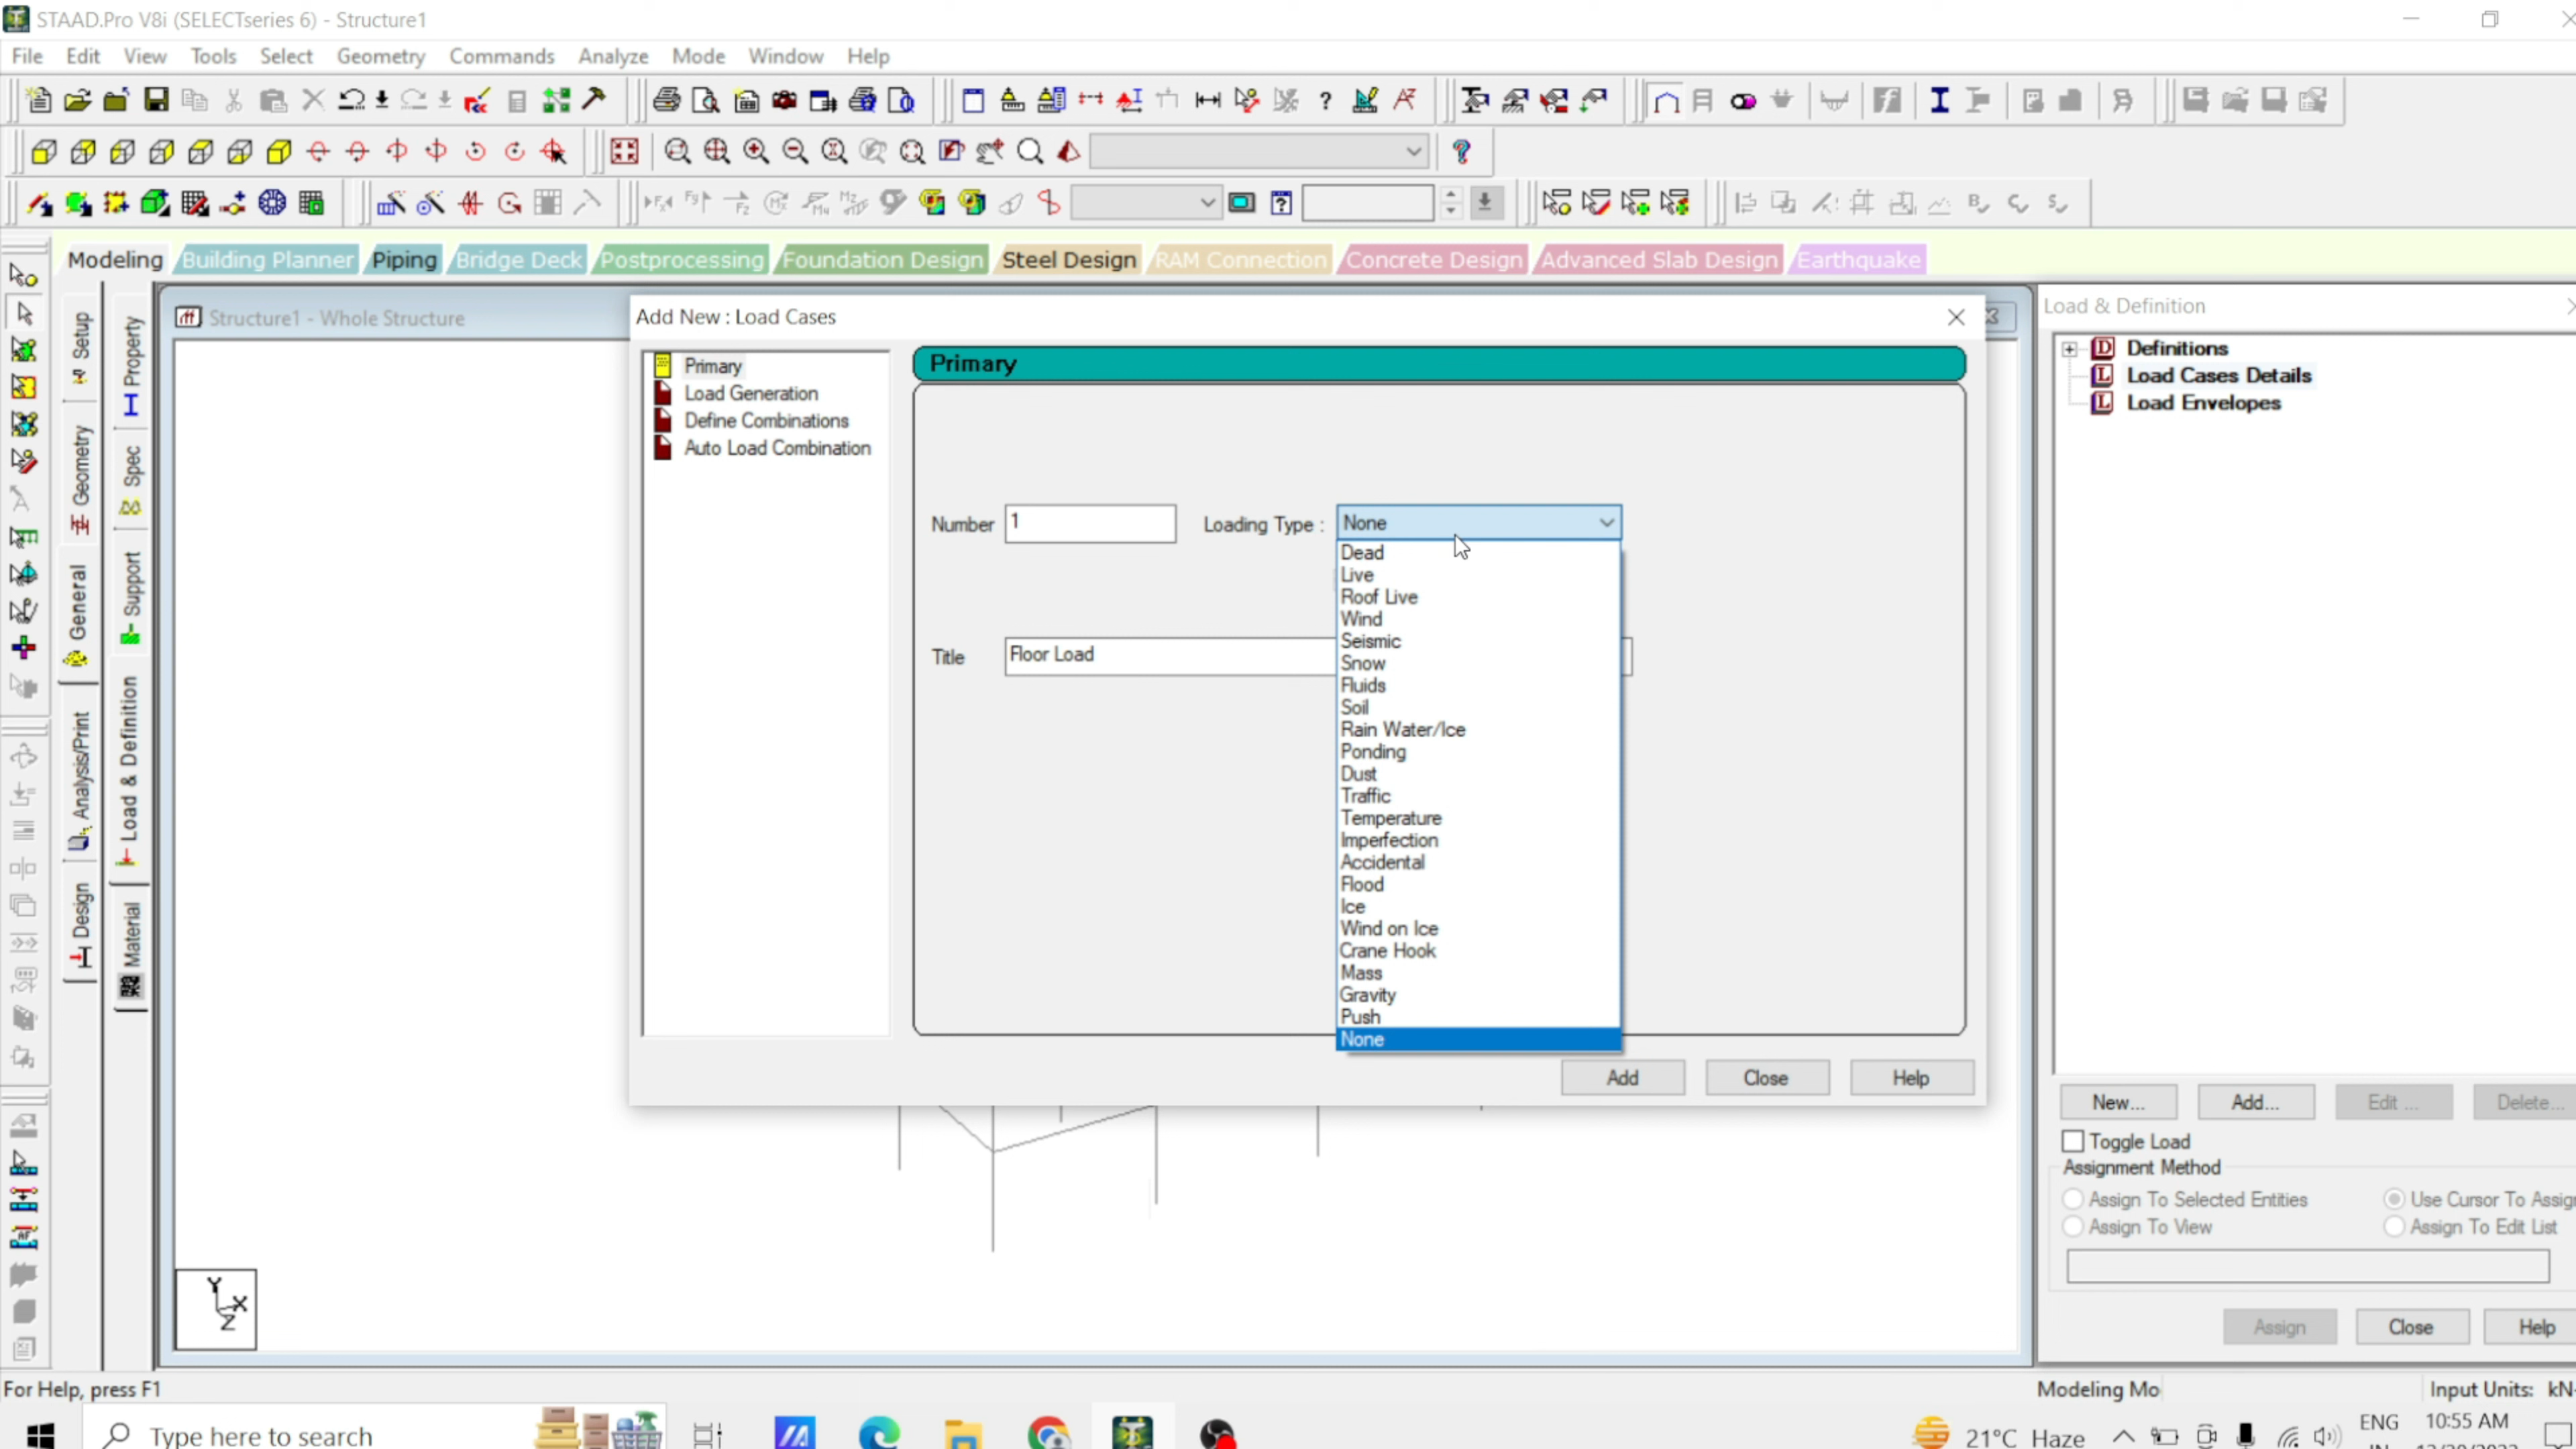 STAAD.Pro V8i (SELECTseries 6) - Structure1
File Edit View Tools Select Geometry Commands Analyze Mode Window Help
Modeling Building Planner Piping Bridge Deck Postprocessing Foundation Design Steel Design RAM Connection Concrete Design Advanced Slab Design Earthquake
Setup
Geometry
General
Analysis/Print
Design
Property
Spec
Support
Load & Definition
Material
Structure1 - Whole Structure
Add New : Load Cases
Primary
Load Generation
Define Combinations
Auto Load Combination
Primary
Number 1 Loading Type : None
Title Floor Load
Dead
Live
Roof Live
Wind
Seismic
Snow
Fluids
Soil
Rain Water/Ice
Ponding
Dust
Traffic
Temperature
Imperfection
Accidental
Flood
Ice
Wind on Ice
Crane Hook
Mass
Gravity
Push
None
Add Close Help
Load & Definition
Definitions
Load Cases Details
Load Envelopes
New... Add... Edit ... Delete...
Toggle Load
Assignment Method
Assign To Selected Entities Use Cursor To Assig
Assign To View Assign To Edit List
Assign Close Help
Y
X
Z
For Help, press F1 Modeling Mo Input Units: kN-
Type here to search 21°C Haze ENG 10:55 AM